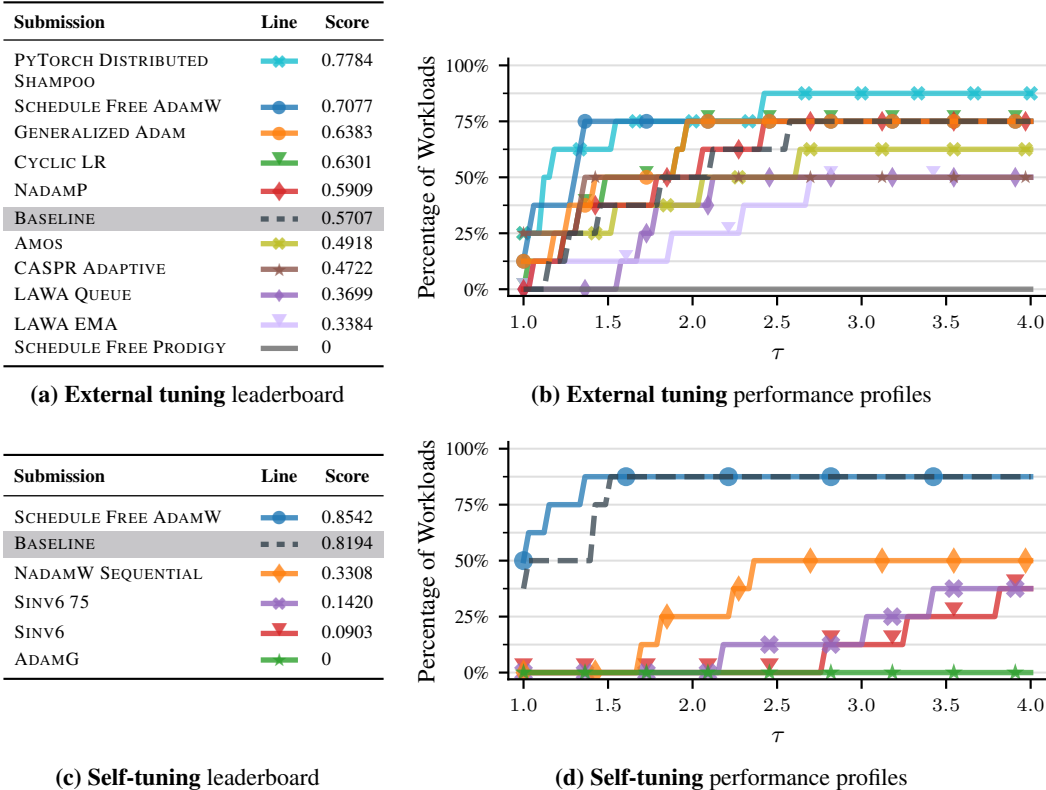 Submission Line Score
PYTORCH DISTRIBUTED
SHAMPOO 0.7784
SCHEDULE FREE ADAMW 0.7077
GENERALIZED ADAM 0.6383
CYCLIC LR 0.6301
NADAMP 0.5909
BASELINE 0.5707
AMOS 0.4918
CASPR ADAPTIVE 0.4722
LAWA QUEUE 0.3699
LAWA EMA 0.3384
SCHEDULE FREE PRODIGY 0
(a) External tuning leaderboard
Percentage of Workloads
100%
75%
50%
25%
0%
1.0 1.5 2.0 2.5 3.0 3.5 4.0
τ
(b) External tuning performance profiles
Submission Line Score
SCHEDULE FREE ADAMW 0.8542
BASELINE 0.8194
NADAMW SEQUENTIAL 0.3308
SINV6 75 0.1420
SINV6 0.0903
ADAMG 0
(c) Self-tuning leaderboard
Percentage of Workloads
100%
75%
50%
25%
0%
1.0 1.5 2.0 2.5 3.0 3.5 4.0
τ
(d) Self-tuning performance profiles